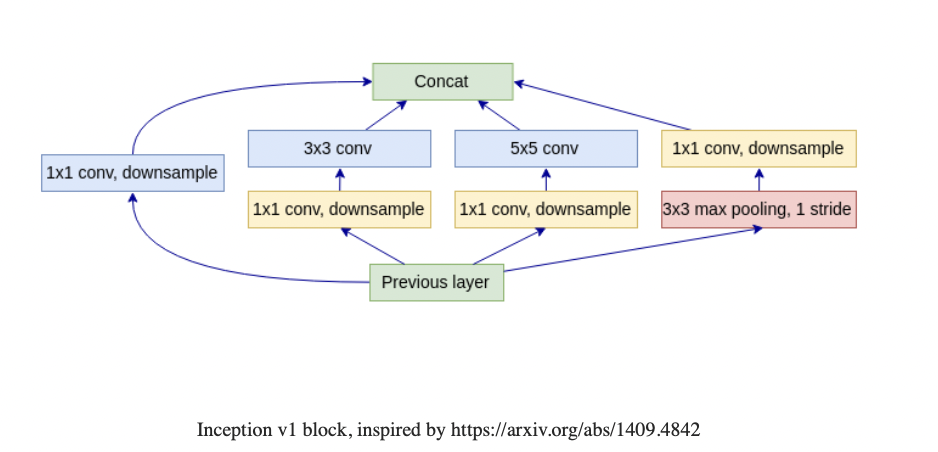 Concat
3x3 conv
5x5 conv
1x1 conv, downsample
1x1 conv, downsample
1x1 conv, downsample
1x1 conv, downsample
3x3 max pooling, 1 stride
Previous layer
Inception v1 block, inspired by https://arxiv.org/abs/1409.4842